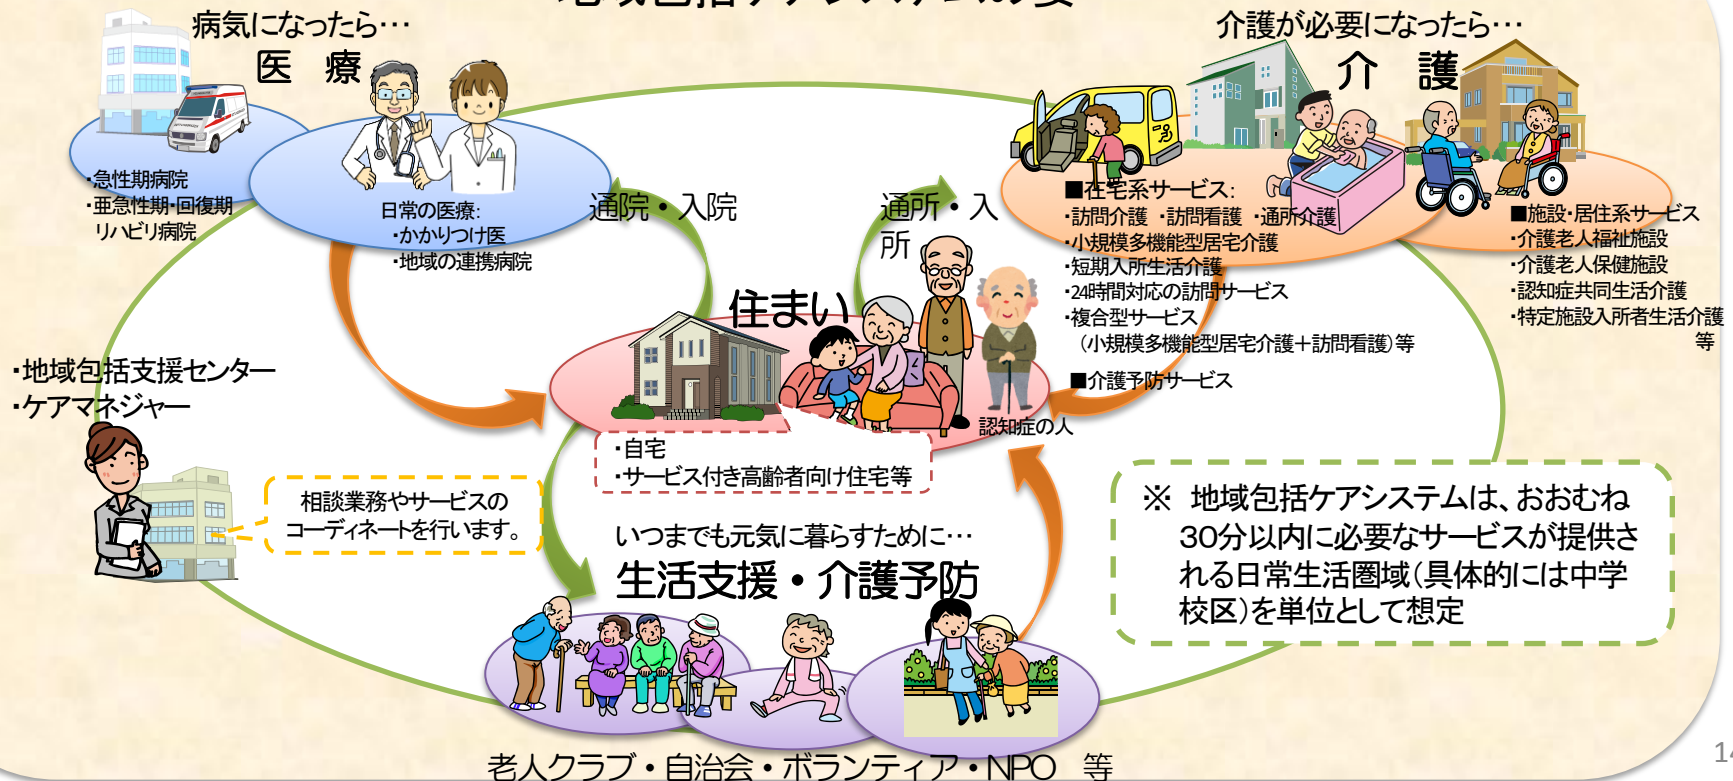 地域包括ケアシステムの姿
病気になったら…
医　療
・急性期病院
・亜急性期・回復期
リハビリ病院
日常の医療：
・かかりつけ医
・地域の連携病院
通院・入院
通所・入
所
介護が必要になったら…
介　護
■在宅系サービス：
・訪問介護 ・訪問看護 ・通所介護
・小規模多機能型居宅介護
・短期入所生活介護
・24時間対応の訪問サービス
・複合型サービス
（小規模多機能型居宅介護＋訪問看護）等
■介護予防サービス
■施設・居住系サービス
・介護老人福祉施設
・介護老人保健施設
・認知症共同生活介護
・特定施設入所者生活介護
等
住まい
認知症の人
・自宅
・サービス付き高齢者向け住宅等
・地域包括支援センター
・ケアマネジャー
相談業務やサービスの
コーディネートを行います。
いつまでも元気に暮らすために…
生活支援・介護予防
老人クラブ・自治会・ボランティア・NPO　等
※　地域包括ケアシステムは、おおむね
30分以内に必要なサービスが提供さ
れる日常生活圏域（具体的には中学
校区）を単位として想定
14